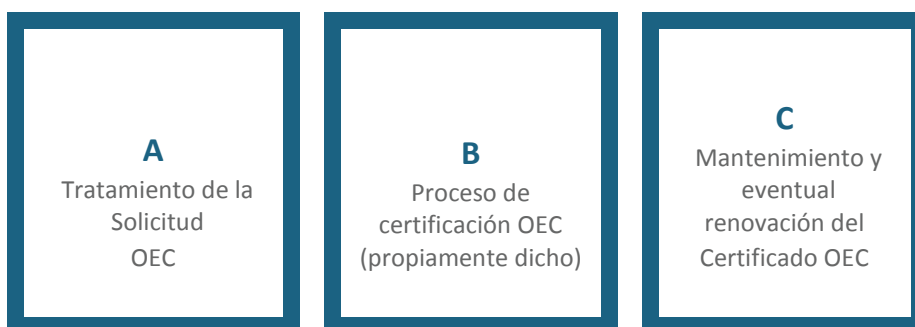 A
Tratamiento de la
Solicitud
OEC
B
Proceso de
certificación OEC
(propiamente dicho)
C
Mantenimiento y
eventual
renovación del
Certificado OEC